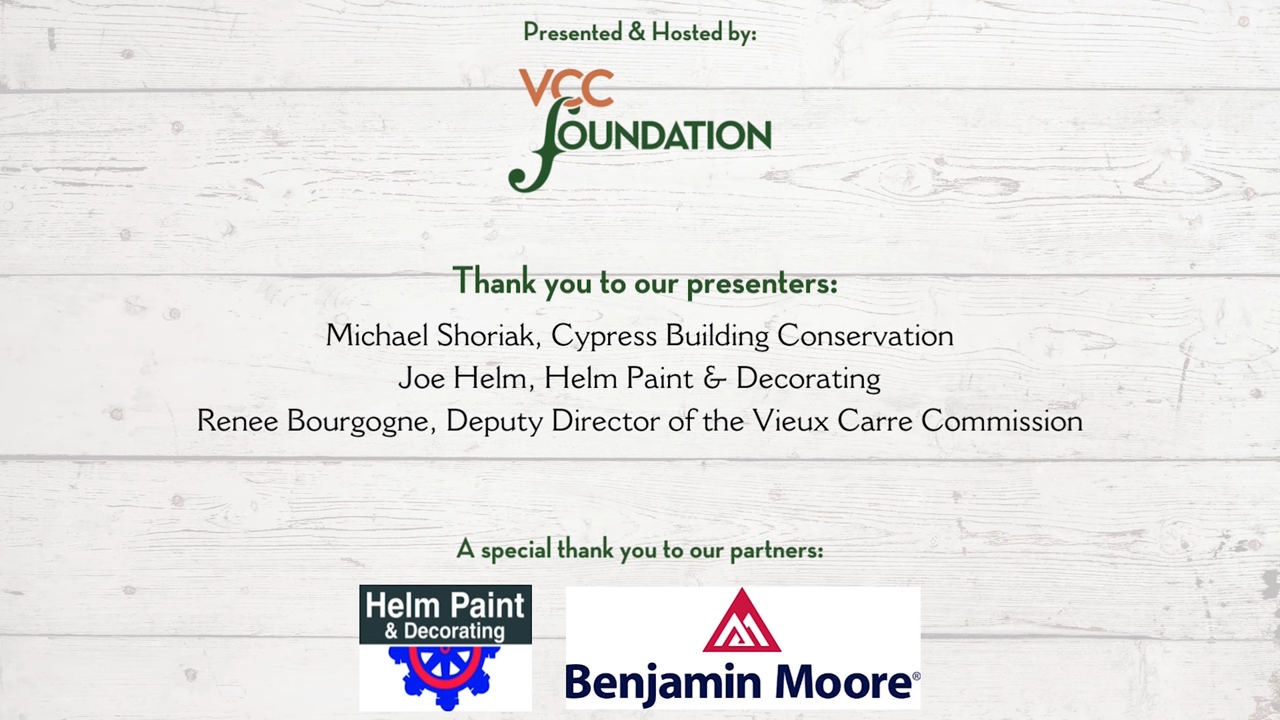 Presented & Hosted by:
VCC
FOUNDATION
Thank you to our presenters:
Michael Shoriak, Cypress Building Conservation
Joe Helm, Helm Paint & Decorating
Renee Bourgogne, Deputy Director of the Vieux Carre Commission
A special thank you to our partners:
Helm Paint
& Decorating
Benjamin Moore®